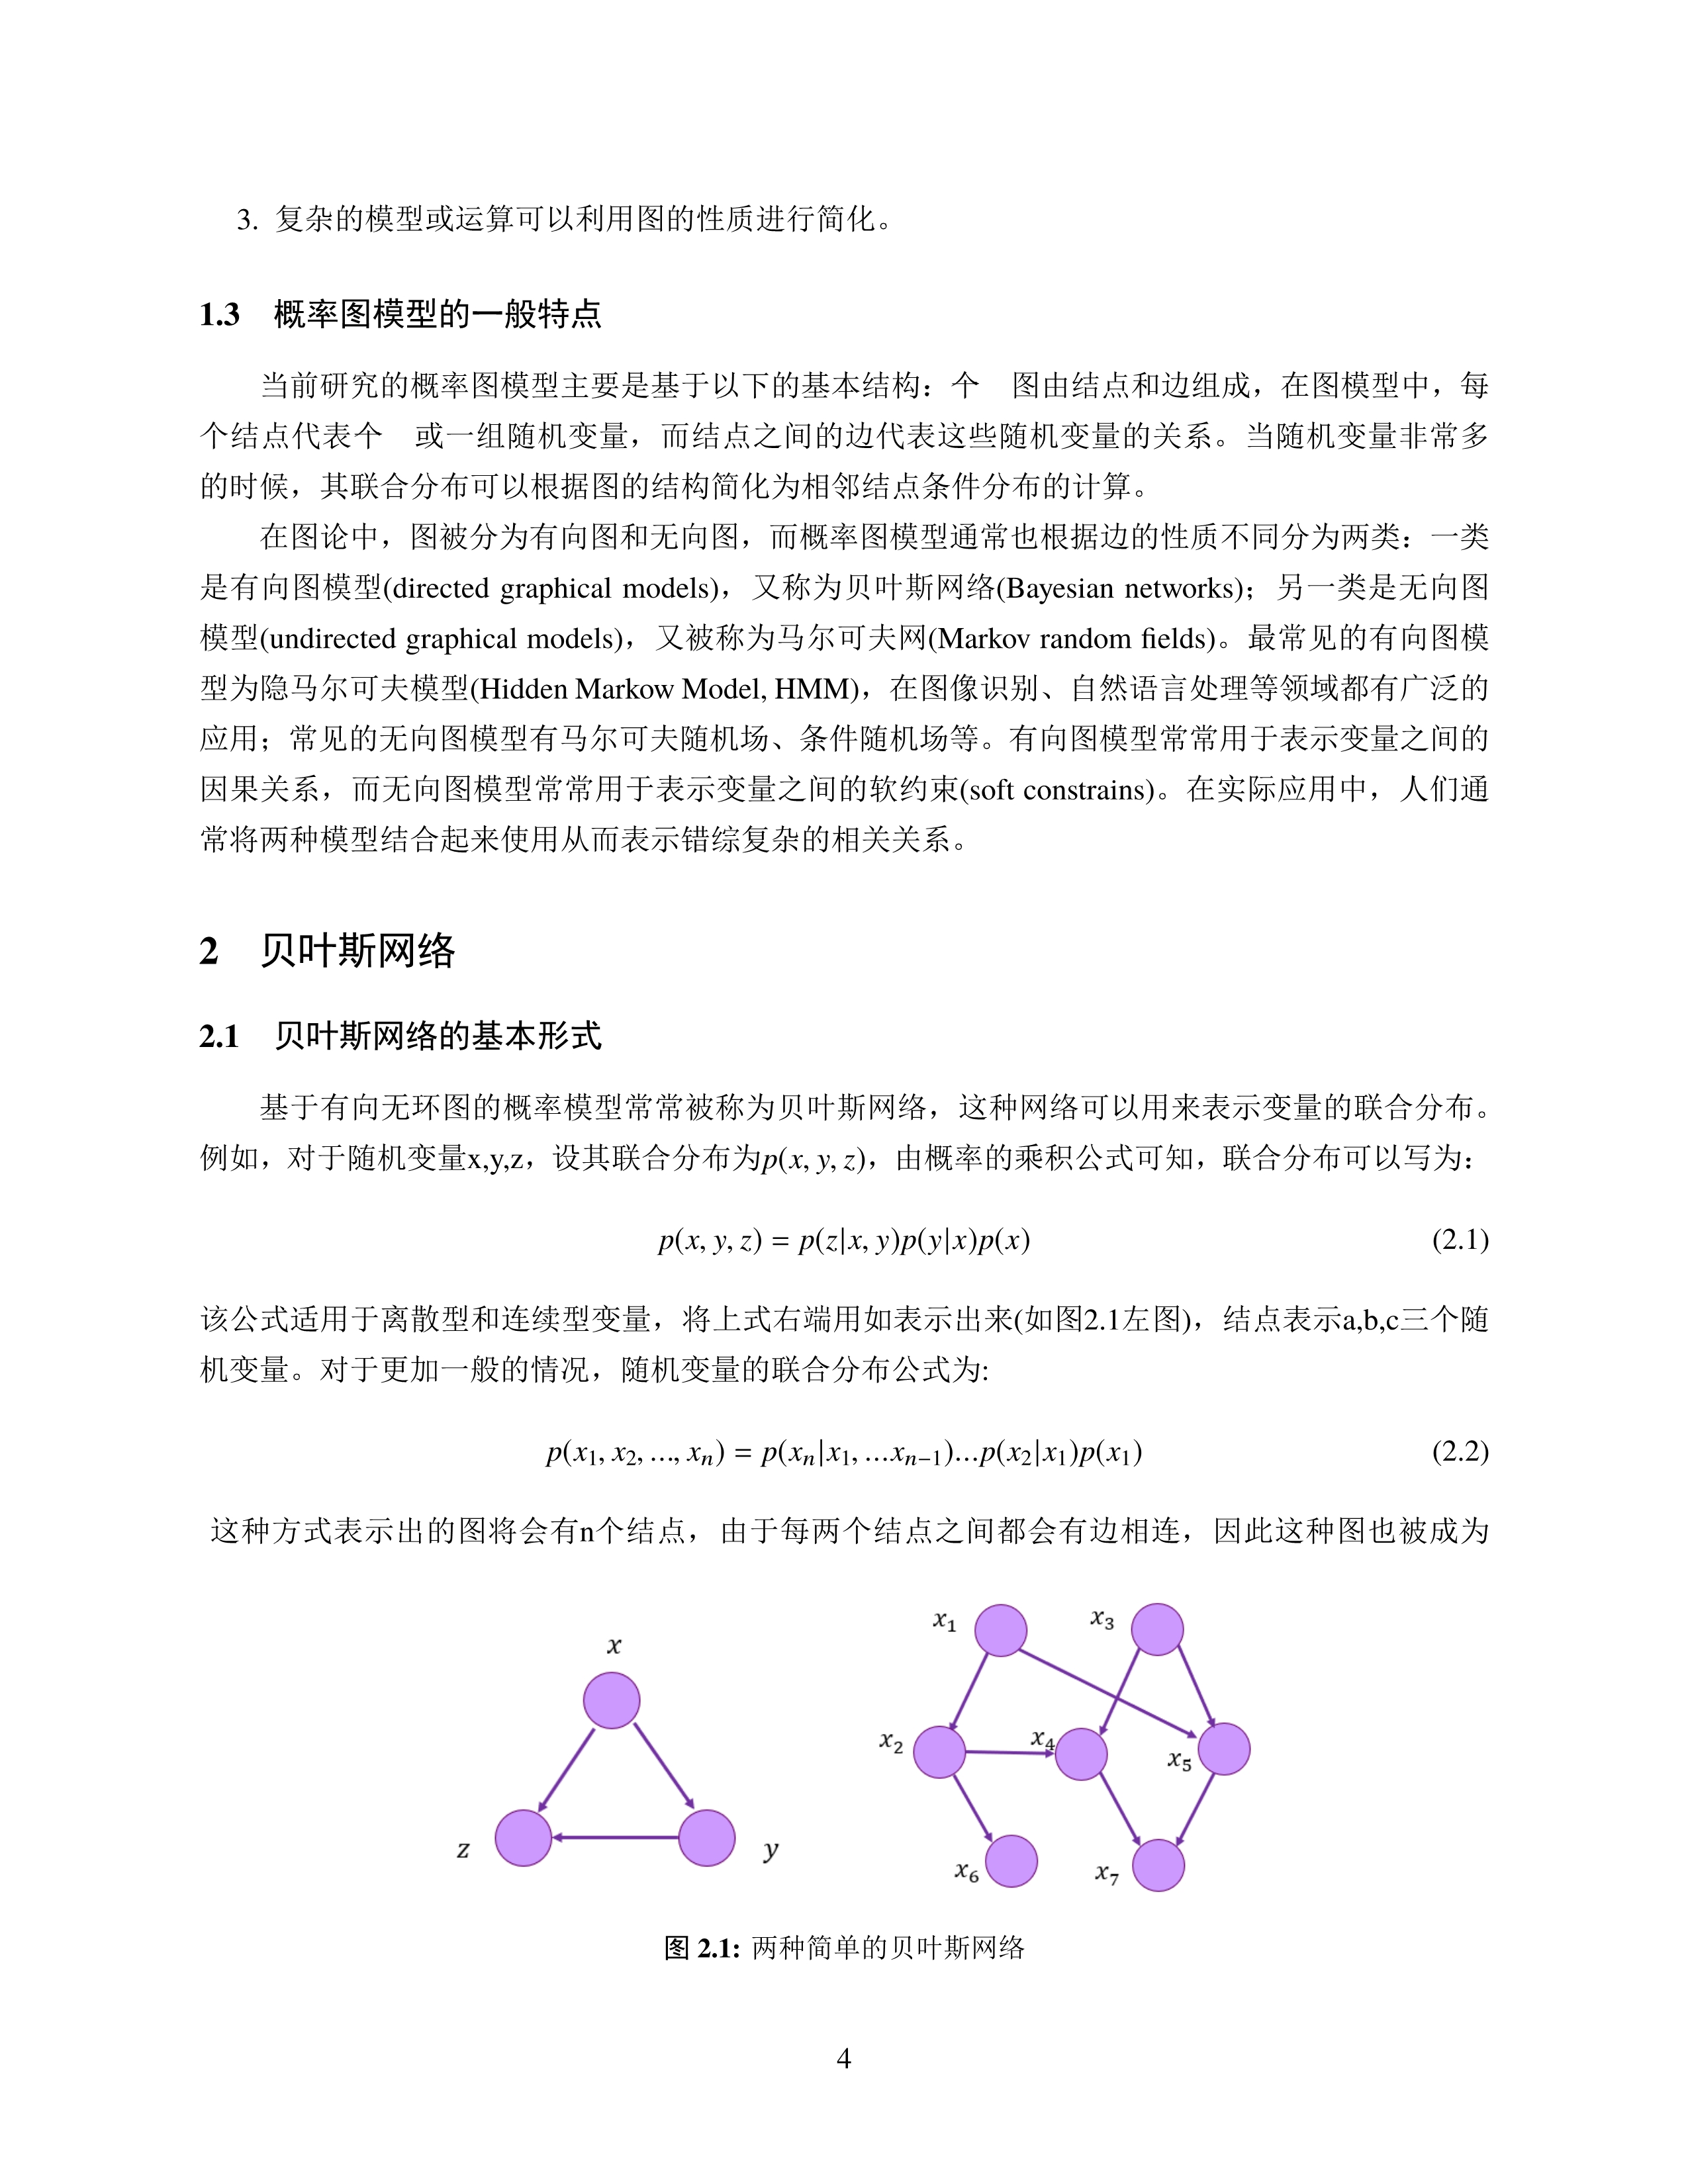 3. 复杂的模型或运算可以利用图的性质进行简化。
1.3 概率图模型的一般特点
当前研究的概率图模型主要是基于以下的基本结构：个 图由结点和边组成，在图模型中，每
个结点代表个 或一组随机变量，而结点之间的边代表这些随机变量的关系。当随机变量非常多
的时候，其联合分布可以根据图的结构简化为相邻结点条件分布的计算。
在图论中，图被分为有向图和无向图，而概率图模型通常也根据边的性质不同分为两类：一类
是有向图模型(directed graphical models)，又称为贝叶斯网络(Bayesian networks)；另一类是无向图
模型(undirected graphical models)，又被称为马尔可夫网(Markov random fields)。最常见的有向图模
型为隐马尔可夫模型(Hidden Markow Model, HMM)，在图像识别、自然语言处理等领域都有广泛的
应用；常见的无向图模型有马尔可夫随机场、条件随机场等。有向图模型常常用于表示变量之间的
因果关系，而无向图模型常常用于表示变量之间的软约束(soft constrains)。在实际应用中，人们通
常将两种模型结合起来使用从而表示错综复杂的相关关系。
2 贝叶斯网络
2.1 贝叶斯网络的基本形式
基于有向无环图的概率模型常常被称为贝叶斯网络，这种网络可以用来表示变量的联合分布。
例如，对于随机变量x,y,z，设其联合分布为p(x, y, z)，由概率的乘积公式可知，联合分布可以写为：
p(x, y, z) = p(z|x, y)p(y|x)p(x) (2.1)
该公式适用于离散型和连续型变量，将上式右端用如表示出来(如图2.1左图)，结点表示a,b,c三个随
机变量。对于更加一般的情况，随机变量的联合分布公式为:
p(x₁, x₂, ..., xₙ) = p(xₙ|x₁, ...xₙ₋₁)...p(x₂|x₁)p(x₁) (2.2)
这种方式表示出的图将会有n个结点，由于每两个结点之间都会有边相连，因此这种图也被成为
x
z
y
x₁
x₃
x₂
x₄
x₅
x₆
x₇
图 2.1: 两种简单的贝叶斯网络
4